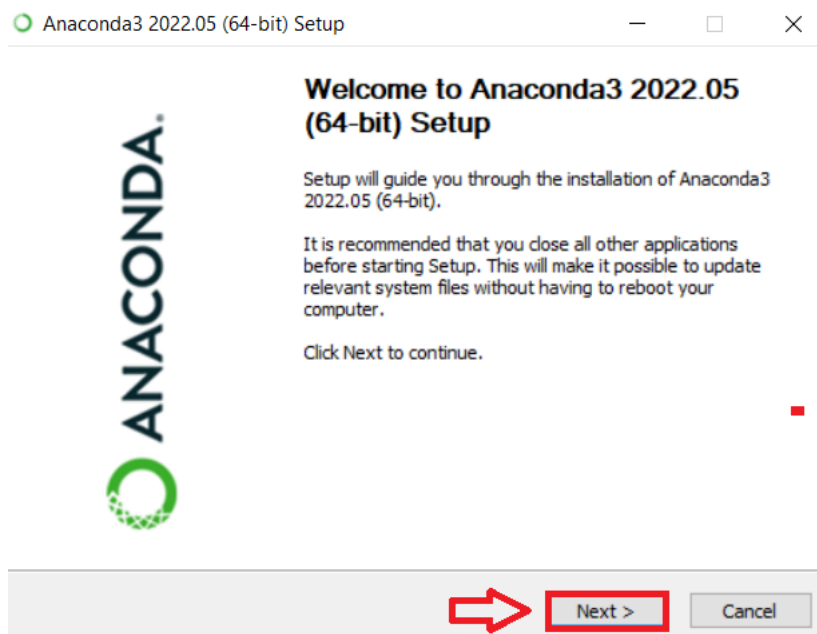 Anaconda3 2022.05 (64-bit) Setup
Welcome to Anaconda3 2022.05
(64-bit) Setup
Setup will guide you through the installation of Anaconda3
2022.05 (64-bit).
It is recommended that you close all other applications
before starting Setup. This will make it possible to update
relevant system files without having to reboot your
computer.
Click Next to continue.
ANACONDA.
Next >
Cancel